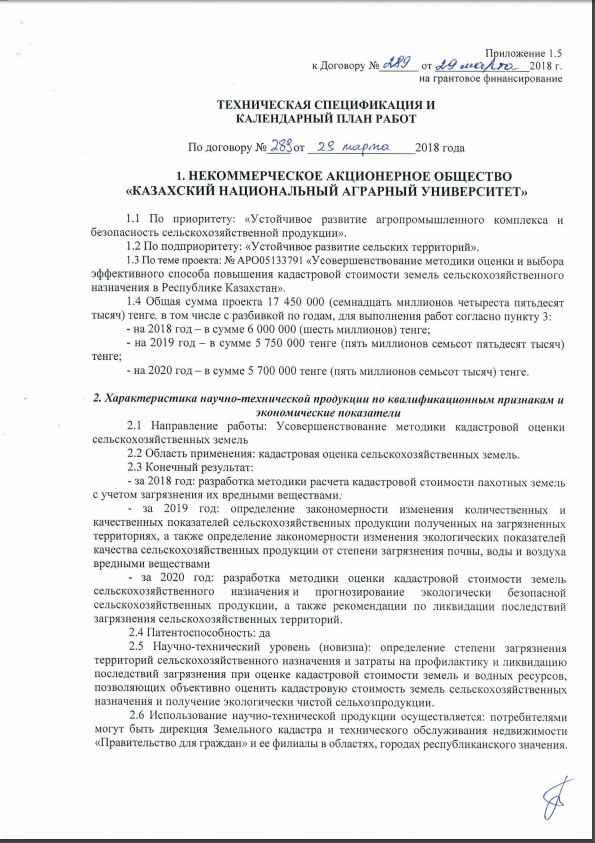 Приложение 1.5
к Договору № 289 от 29 марта 2018 г.
на грантовое финансирование
ТЕХНИЧЕСКАЯ СПЕЦИФИКАЦИЯ И
КАЛЕНДАРНЫЙ ПЛАН РАБОТ
По договору № 289 от 29 марта 2018 года
1. НЕКОММЕРЧЕСКОЕ АКЦИОНЕРНОЕ ОБЩЕСТВО
«КАЗАХСКИЙ НАЦИОНАЛЬНЫЙ АГРАРНЫЙ УНИВЕРСИТЕТ»
1.1 По приоритету: «Устойчивое развитие агропромышленного комплекса и
безопасность сельскохозяйственной продукции».
1.2 По подприоритету: «Устойчивое развитие сельских территорий».
1.3 По теме проекта: № АРО05133791 «Усовершенствование методики оценки и выбора
эффективного способа повышения кадастровой стоимости земель сельскохозяйственного
назначения в Республике Казахстан».
1.4 Общая сумма проекта 17 450 000 (семнадцать миллионов четыреста пятьдесят
тысяч) тенге, в том числе с разбивкой по годам, для выполнения работ согласно пункту 3:
- на 2018 год – в сумме 6 000 000 (шесть миллионов) тенге;
- на 2019 год – в сумме 5 750 000 тенге (пять миллионов семьсот пятьдесят тысяч)
тенге;
- на 2020 год – в сумме 5 700 000 тенге (пять миллионов семьсот тысяч) тенге.
2. Характеристика научно-технической продукции по квалификационным признакам и
экономические показатели
2.1 Направление работы: Усовершенствование методики кадастровой оценки
сельскохозяйственных земель
2.2 Область применения: кадастровая оценка сельскохозяйственных земель.
2.3 Конечный результат:
- за 2018 год: разработка методики расчета кадастровой стоимости пахотных земель
с учетом загрязнения их вредными веществами;
- за 2019 год: определение закономерности изменения количественных и
качественных показателей сельскохозяйственных продукции полученных на загрязненных
территориях, а также определение закономерности изменения экологических показателей
качества сельскохозяйственных продукции от степени загрязнения почвы, воды и воздуха
вредными веществами
- за 2020 год: разработка методики оценки кадастровой стоимости земель
сельскохозяйственного назначения и прогнозирование экологически безопасной
сельскохозяйственных продукции, а также рекомендации по ликвидации последствий
загрязнения сельскохозяйственных территорий.
2.4 Патентоспособность: да
2.5 Научно-технический уровень (новизна): определение степени загрязнения
территорий сельскохозяйственного назначения и затраты на профилактику и ликвидацию
последствий загрязнения при оценке кадастровой стоимости земель и водных ресурсов,
позволяющих объективно оценить кадастровую стоимость земель сельскохозяйственных
назначения и получение экологически чистой сельхозпродукции.
2.6 Использование научно-технической продукции осуществляется: потребителями
могут быть дирекция Земельного кадастра и технического обслуживания недвижимости
«Правительство для граждан» и ее филиалы в областях, городах республиканского значения.